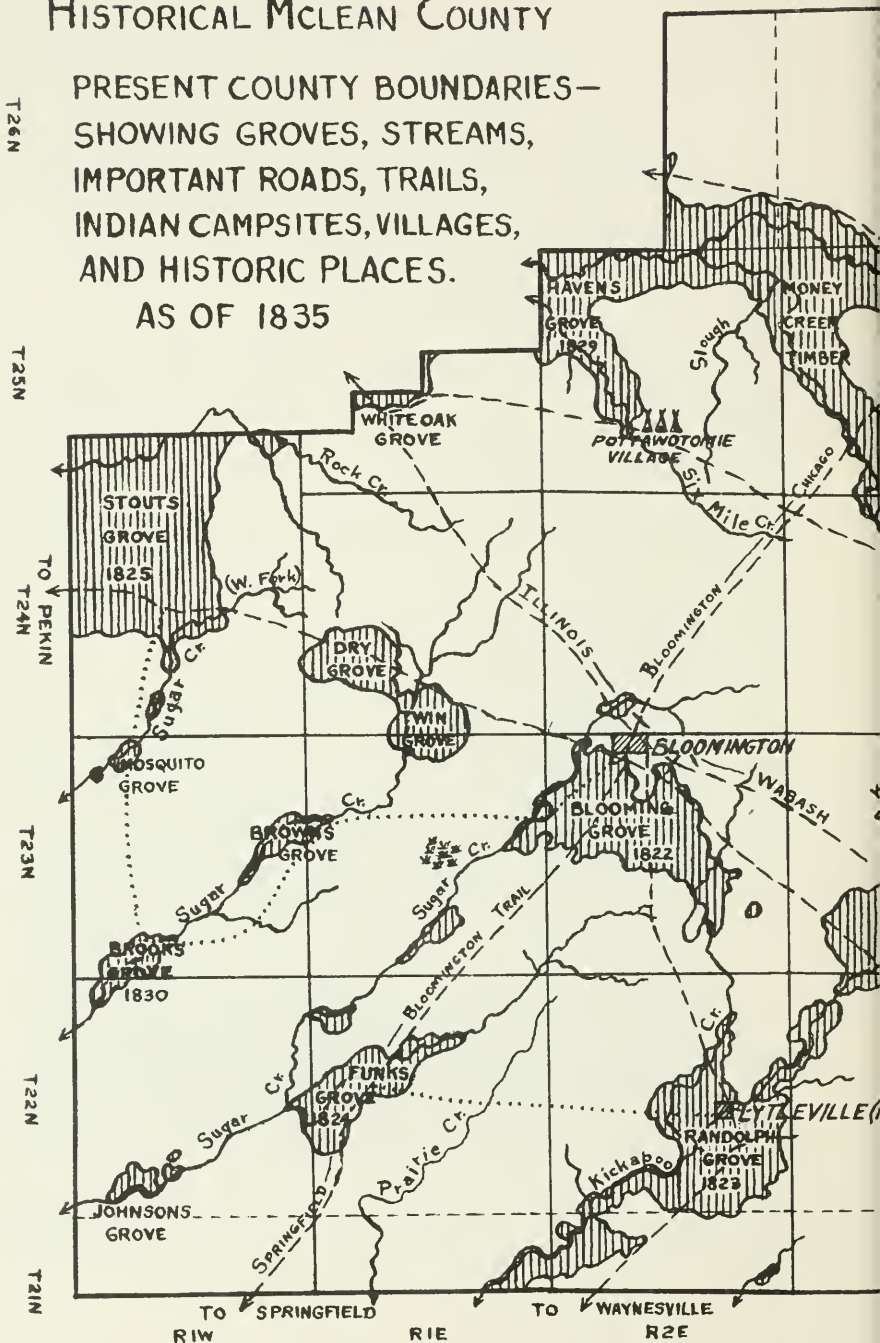 HISTORICAL MCLEAN COUNTY
PRESENT COUNTY BOUNDARIES—
SHOWING GROVES, STREAMS,
IMPORTANT ROADS, TRAILS,
INDIAN CAMPSITES, VILLAGES,
AND HISTORIC PLACES.
AS OF 1835
T26N
T25N
T24N
T23N
T22N
T21N
HAVENS
GROVE
1829
MONEY
CREEK
TIMBER
Slough
WHITE OAK
GROVE
POTTAWOTOMIE
VILLAGE
Six Mile Cr.
CHICAGO
Rock Cr.
STOUTS
GROVE
1825
(W. Fork)
TO PEKIN
ILLINOIS
BLOOMINGTON
DRY
GROVE
TWIN
GROVE
Sugar Cr.
MOSQUITO
GROVE
BLOOMINGTON
WABASH
BLOOMING
GROVE
1822
BROWNS
GROVE
Cr.
Sugar
Sugar Cr.
BLOOMINGTON TRAIL
BROOKS
GROVE
1830
Cr.
FUNKS
GROVE
1824
Sugar Cr.
Prairie Cr.
LYTLEVILLE
RANDOLPH
GROVE
1823
Kickapoo
JOHNSONS
GROVE
SPRINGFIELD
TO SPRINGFIELD
TO WAYNESVILLE
R1W
R1E
R2E